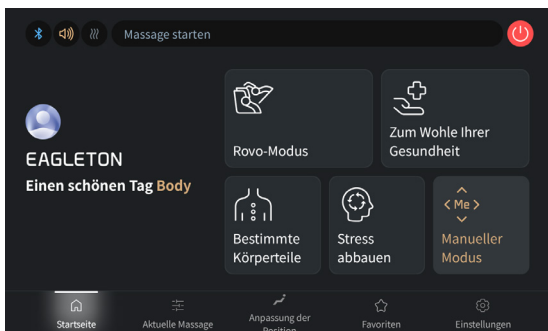 Massage starten
Rovo-Modus
Zum Wohle Ihrer
Gesundheit
EAGLETON
Einen schönen Tag Body
Bestimmte
Körperteile
Stress
abbauen
< Me >
Manueller
Modus
Startseite
Aktuelle Massage
Anpassung der
Position
Favoriten
Einstellungen